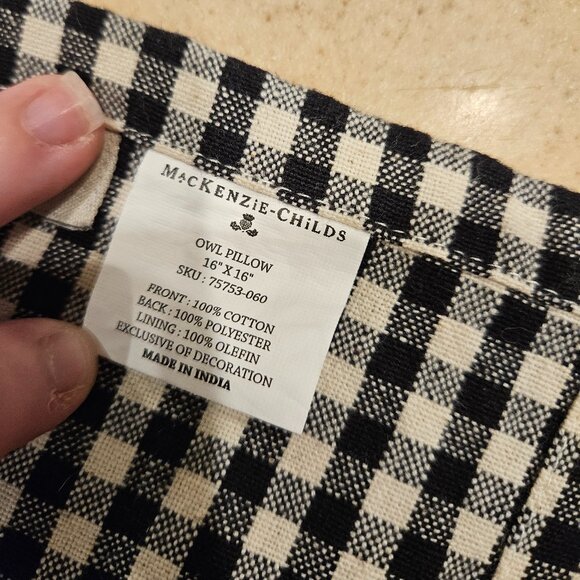 MACKENZIE-CHILDS
OWL PILLOW
16" X 16"
SKU : 75753-060
FRONT : 100% COTTON
BACK : 100% POLYESTER
LINING : 100% OLEFIN
EXCLUSIVE OF DECORATION
MADE IN INDIA